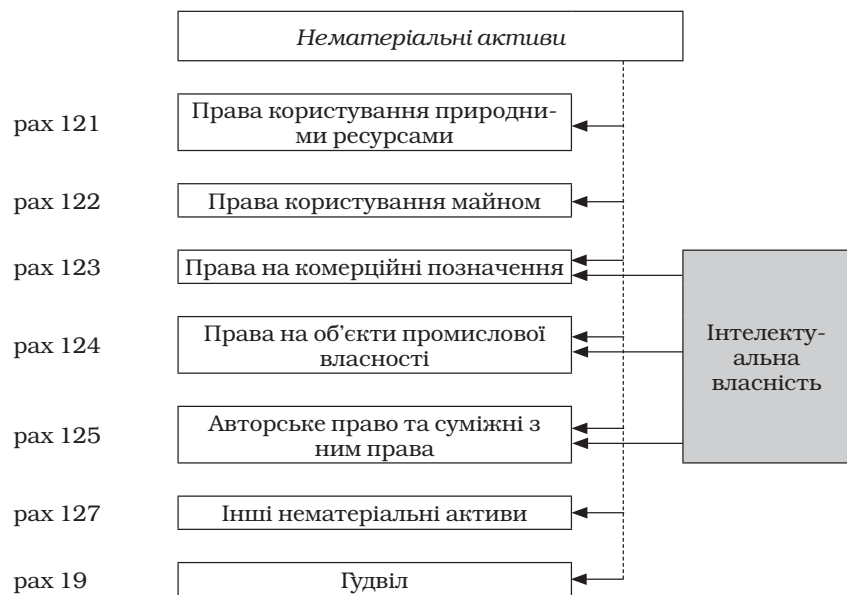 Нематеріальні активи
рах 121
Права користування природни-
ми ресурсами
рах 122
Права користування майном
рах 123
Права на комерційні позначення
рах 124
Права на об’єкти промислової
власності
Інтелекту-
альна
власність
рах 125
Авторське право та суміжні з
ним права
рах 127
Інші нематеріальні активи
рах 19
Гудвіл